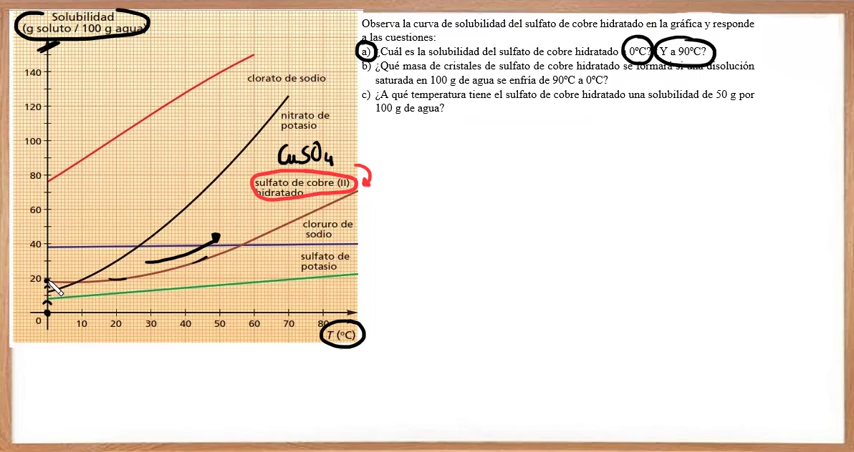 Solubilidad
(g soluto / 100 g agua)
140
120
100
80
60
40
20
0
10
20
30
40
50
60
70
80
T (°C)
clorato de sodio
nitrato de
potasio
CuSO4
sulfato de cobre (II)
hidratado
cloruro de
sodio
sulfato de
potasio
Observa la curva de solubilidad del sulfato de cobre hidratado en la gráfica y responde
a las cuestiones:
a) ¿Cuál es la solubilidad del sulfato de cobre hidratado 0ºC? Y a 90ºC?
b) ¿Qué masa de cristales de sulfato de cobre hidratado se formará si una disolución
saturada en 100 g de agua se enfría de 90ºC a 0ºC?
c) ¿A qué temperatura tiene el sulfato de cobre hidratado una solubilidad de 50 g por
100 g de agua?